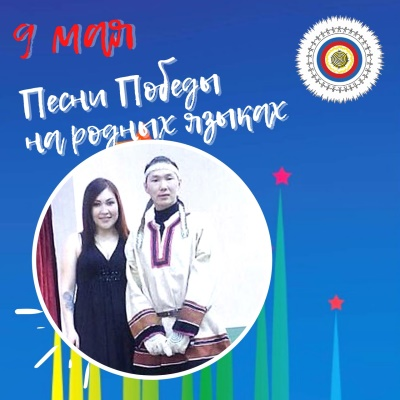 9 мая
Песни Победы
на родных языках